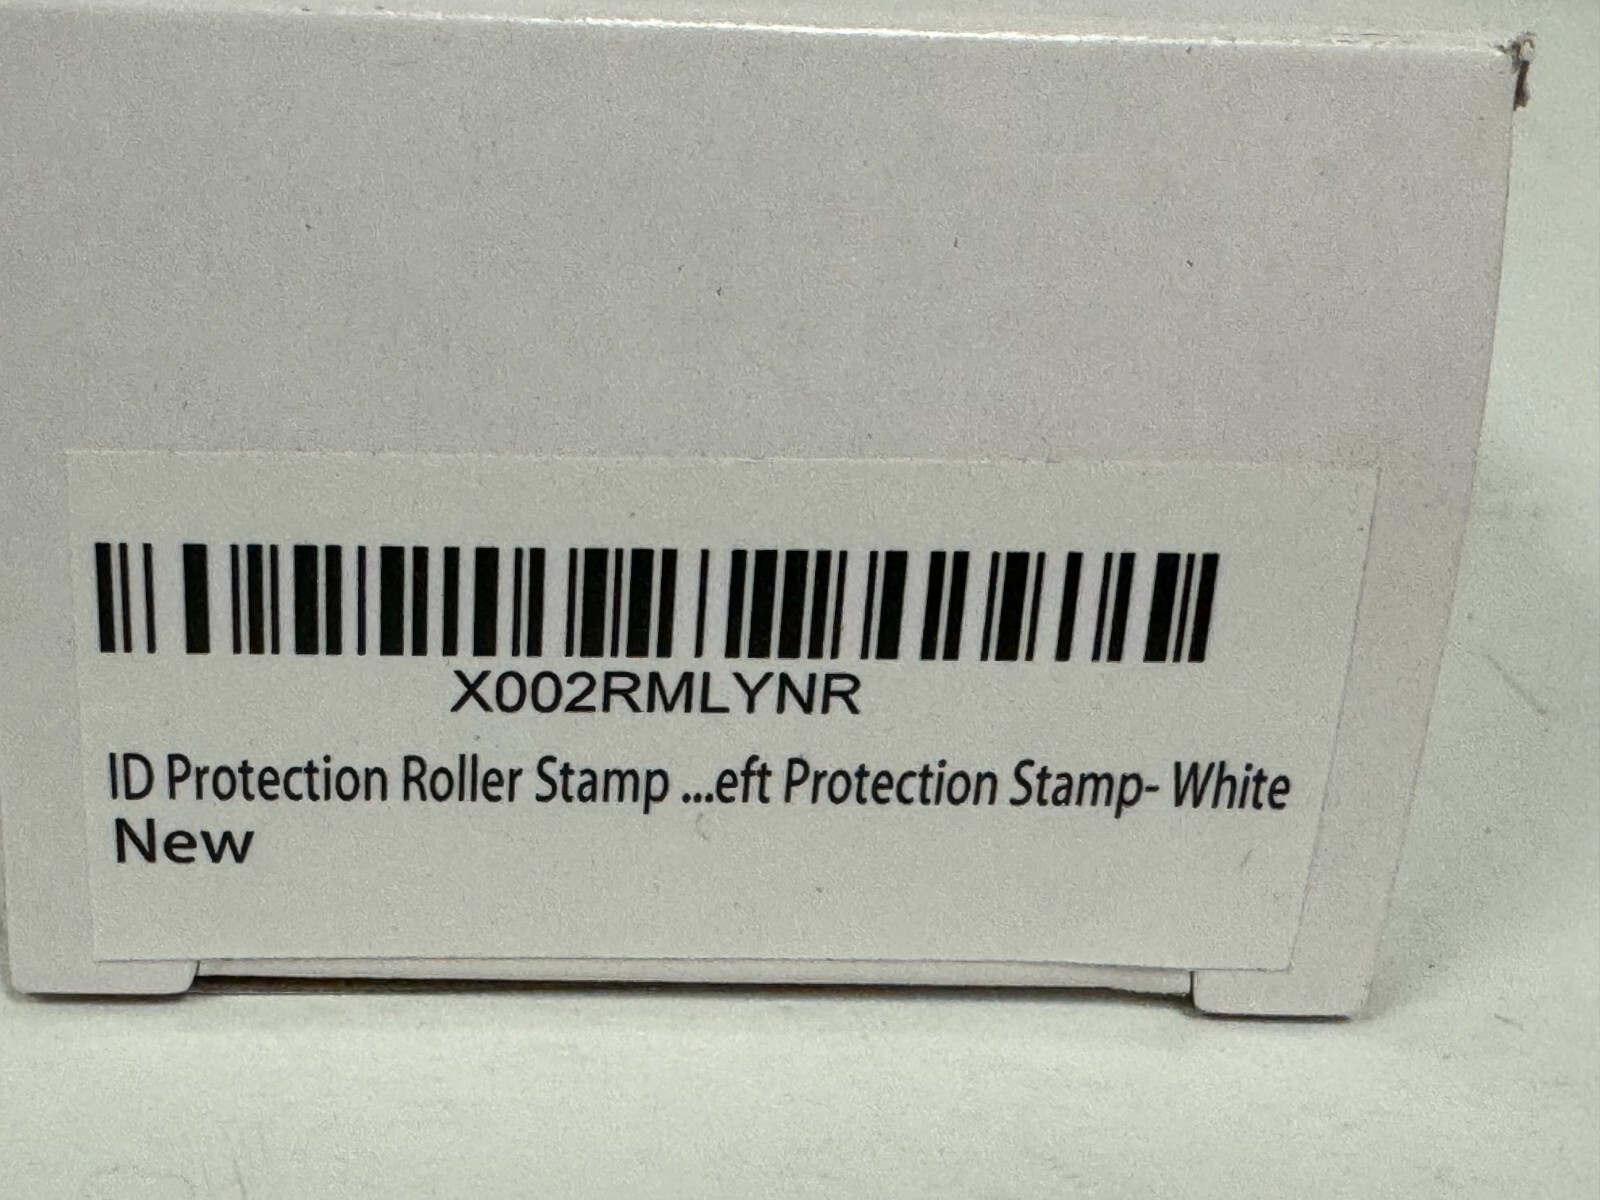 X002RMLYNR
ID Protection Roller Stamp ...eft Protection Stamp- White
New